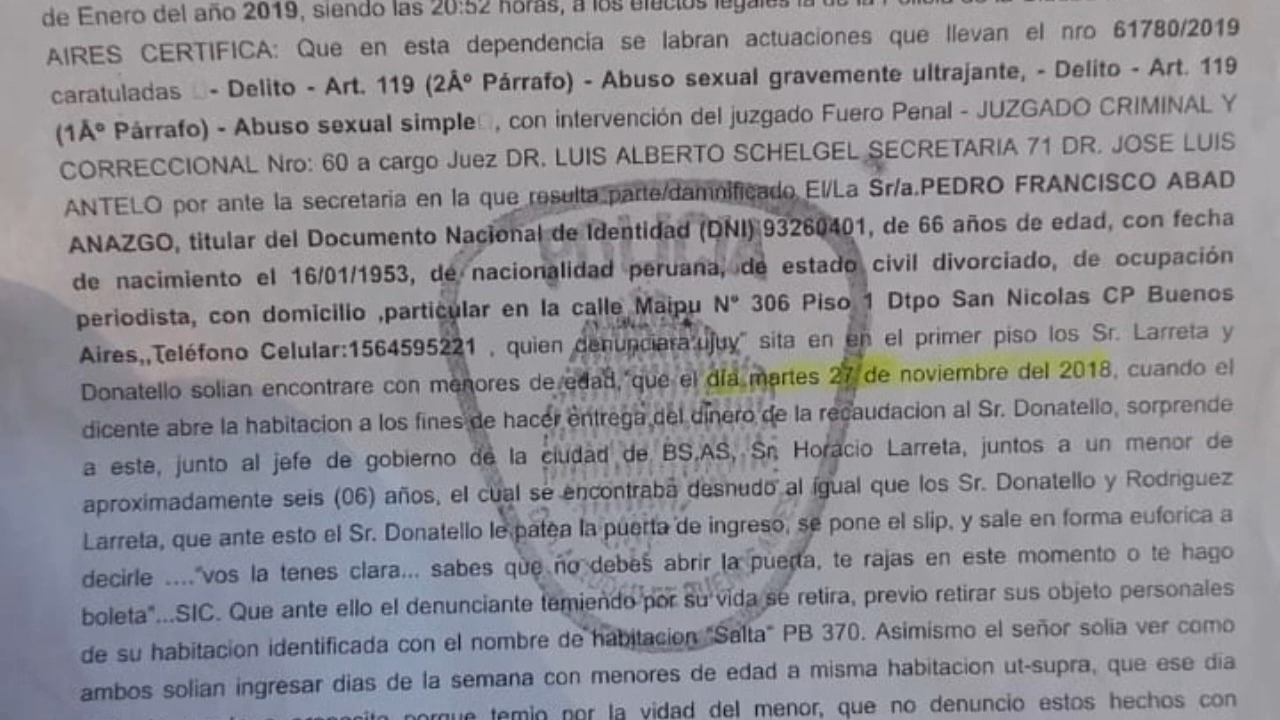 de Enero del año 2019, siendo las 20:52 horas, a los efectos legales la de la
AIRES CERTIFICA: Que en esta dependencia se labran actuaciones que llevan el nro 61780/2019
caratuladas - Delito - Art. 119 (2Âº Párrafo) - Abuso sexual gravemente ultrajante, - Delito - Art. 119
(1Âº Párrafo) - Abuso sexual simple , con intervención del juzgado Fuero Penal - JUZGADO CRIMINAL Y
CORRECCIONAL Nro: 60 a cargo Juez DR. LUIS ALBERTO SCHELGEL SECRETARIA 71 DR. JOSE LUIS
ANTELO por ante la secretaria en la que resulta parte/damnificado El/La Sr/a.PEDRO FRANCISCO ABAD
ANAZGO, titular del Documento Nacional de Identidad (DNI) 93260401, de 66 años de edad, con fecha
de nacimiento el 16/01/1953, de nacionalidad peruana, de estado civil divorciado, de ocupación
periodista, con domicilio ,particular en la calle Maipu N° 306 Piso 1 Dtpo San Nicolas CP Buenos
Aires,,Teléfono Celular:1564595221 , quien denunciara ujuy" sita en en el primer piso los Sr. Larreta y
Donatello solian encontrare con menores de edad, que el día martes 27 de noviembre del 2018, cuando el
dicente abre la habitacion a los fines de hacer entrega del dinero de la recaudacion al Sr. Donatello, sorprende
a este, junto al jefe de gobierno de la ciudad de BS.AS, Sn Horacio Larreta, juntos a un menor de
aproximadamente seis (06) años, el cual se encontraba desnudo al igual que los Sr. Donatello y Rodriguez
Larreta, que ante esto el Sr. Donatello le patea la puerta de ingreso, se pone el slip, y sale en forma euforica a
decirle ...."vos la tenes clara... sabes que no debes abrir la puerta, te rajas en este momento o te hago
boleta"...SIC. Que ante ello el denunciante temiendo por su vida se retira, previo retirar sus objeto personales
de su habitacion identificada con el nombre de habitacion "Salta" PB 370. Asimismo el señor solia ver como
ambos solian ingresar dias de la semana con menores de edad a misma habitacion ut-supra, que ese dia
porque temio por la vidad del menor, que no denuncio estos hechos con
POLICIA